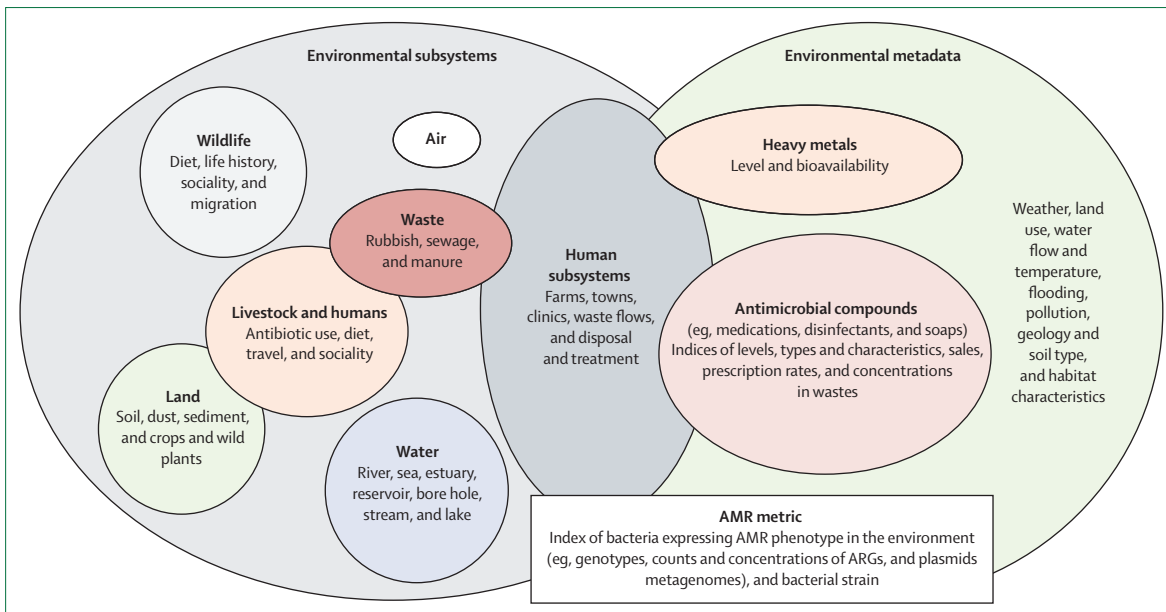 Environmental subsystems
Environmental metadata
Wildlife
Diet, life history,
sociality, and
migration
Air
Heavy metals
Level and bioavailability
Waste
Rubbish, sewage,
and manure
Human
subsystems
Farms, towns,
clinics, waste flows,
and disposal
and treatment
Weather, land
use, water
flow and
temperature,
flooding,
pollution,
geology and
soil type,
and habitat
characteristics
Livestock and humans
Antibiotic use, diet,
travel, and sociality
Antimicrobial compounds
(eg, medications, disinfectants, and soaps)
Indices of levels, types and characteristics, sales,
prescription rates, and concentrations
in wastes
Land
Soil, dust, sediment,
and crops and wild
plants
Water
River, sea, estuary,
reservoir, bore hole,
stream, and lake
AMR metric
Index of bacteria expressing AMR phenotype in the environment
(eg, genotypes, counts and concentrations of ARGs, and plasmids
metagenomes), and bacterial strain